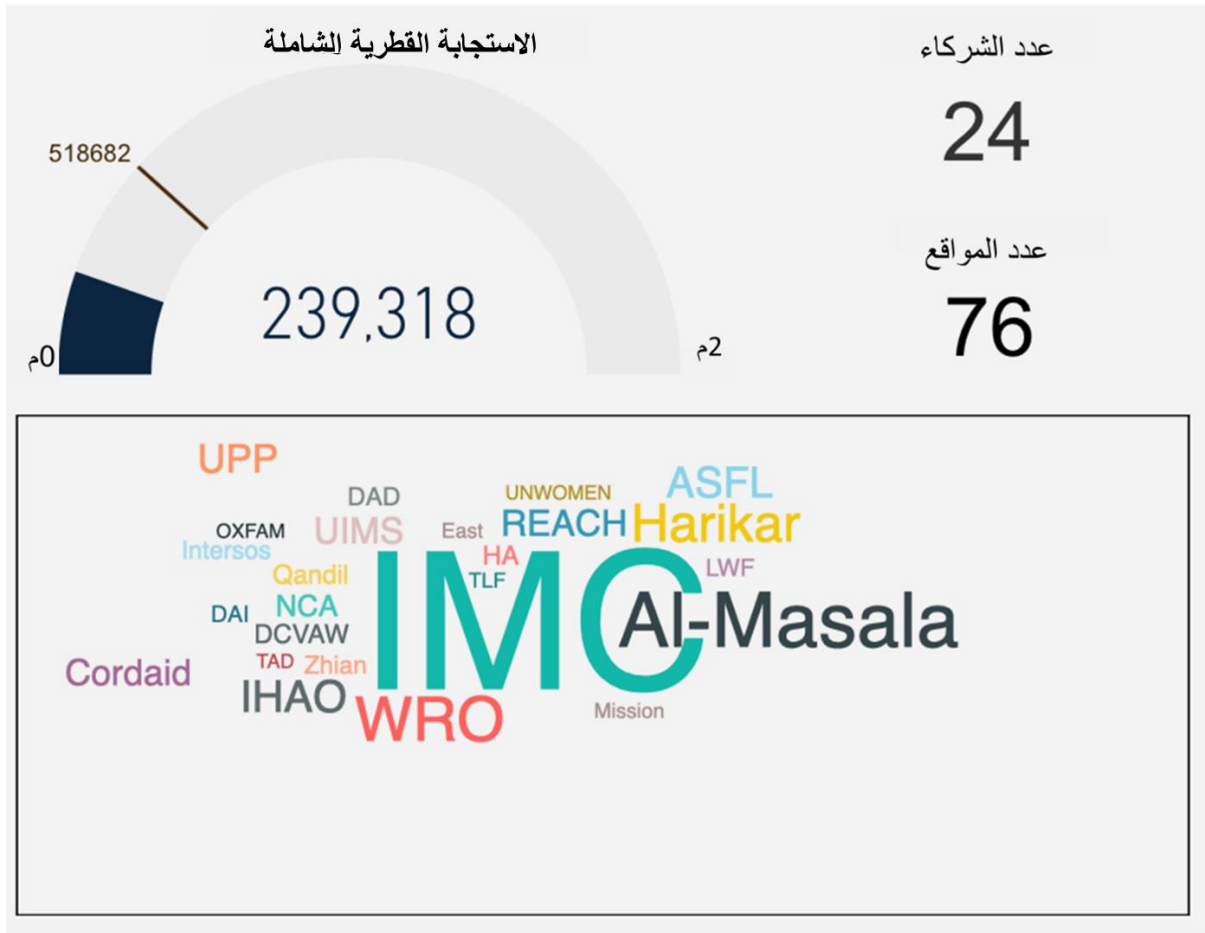 الاستجابة القطرية الشاملة
518682
239,318
0م
2م
عدد الشركاء
24
عدد المواقع
76
UPP
DAD
UNWOMEN
ASFL
OXFAM
UIMS
East
REACH
Harikar
Intersos
HA
Qandil
TLF
LWF
IMC
DAI
NCA
Al-Masala
DCVAW
TAD
Zhian
Cordaid
IHAO
WRO
Mission